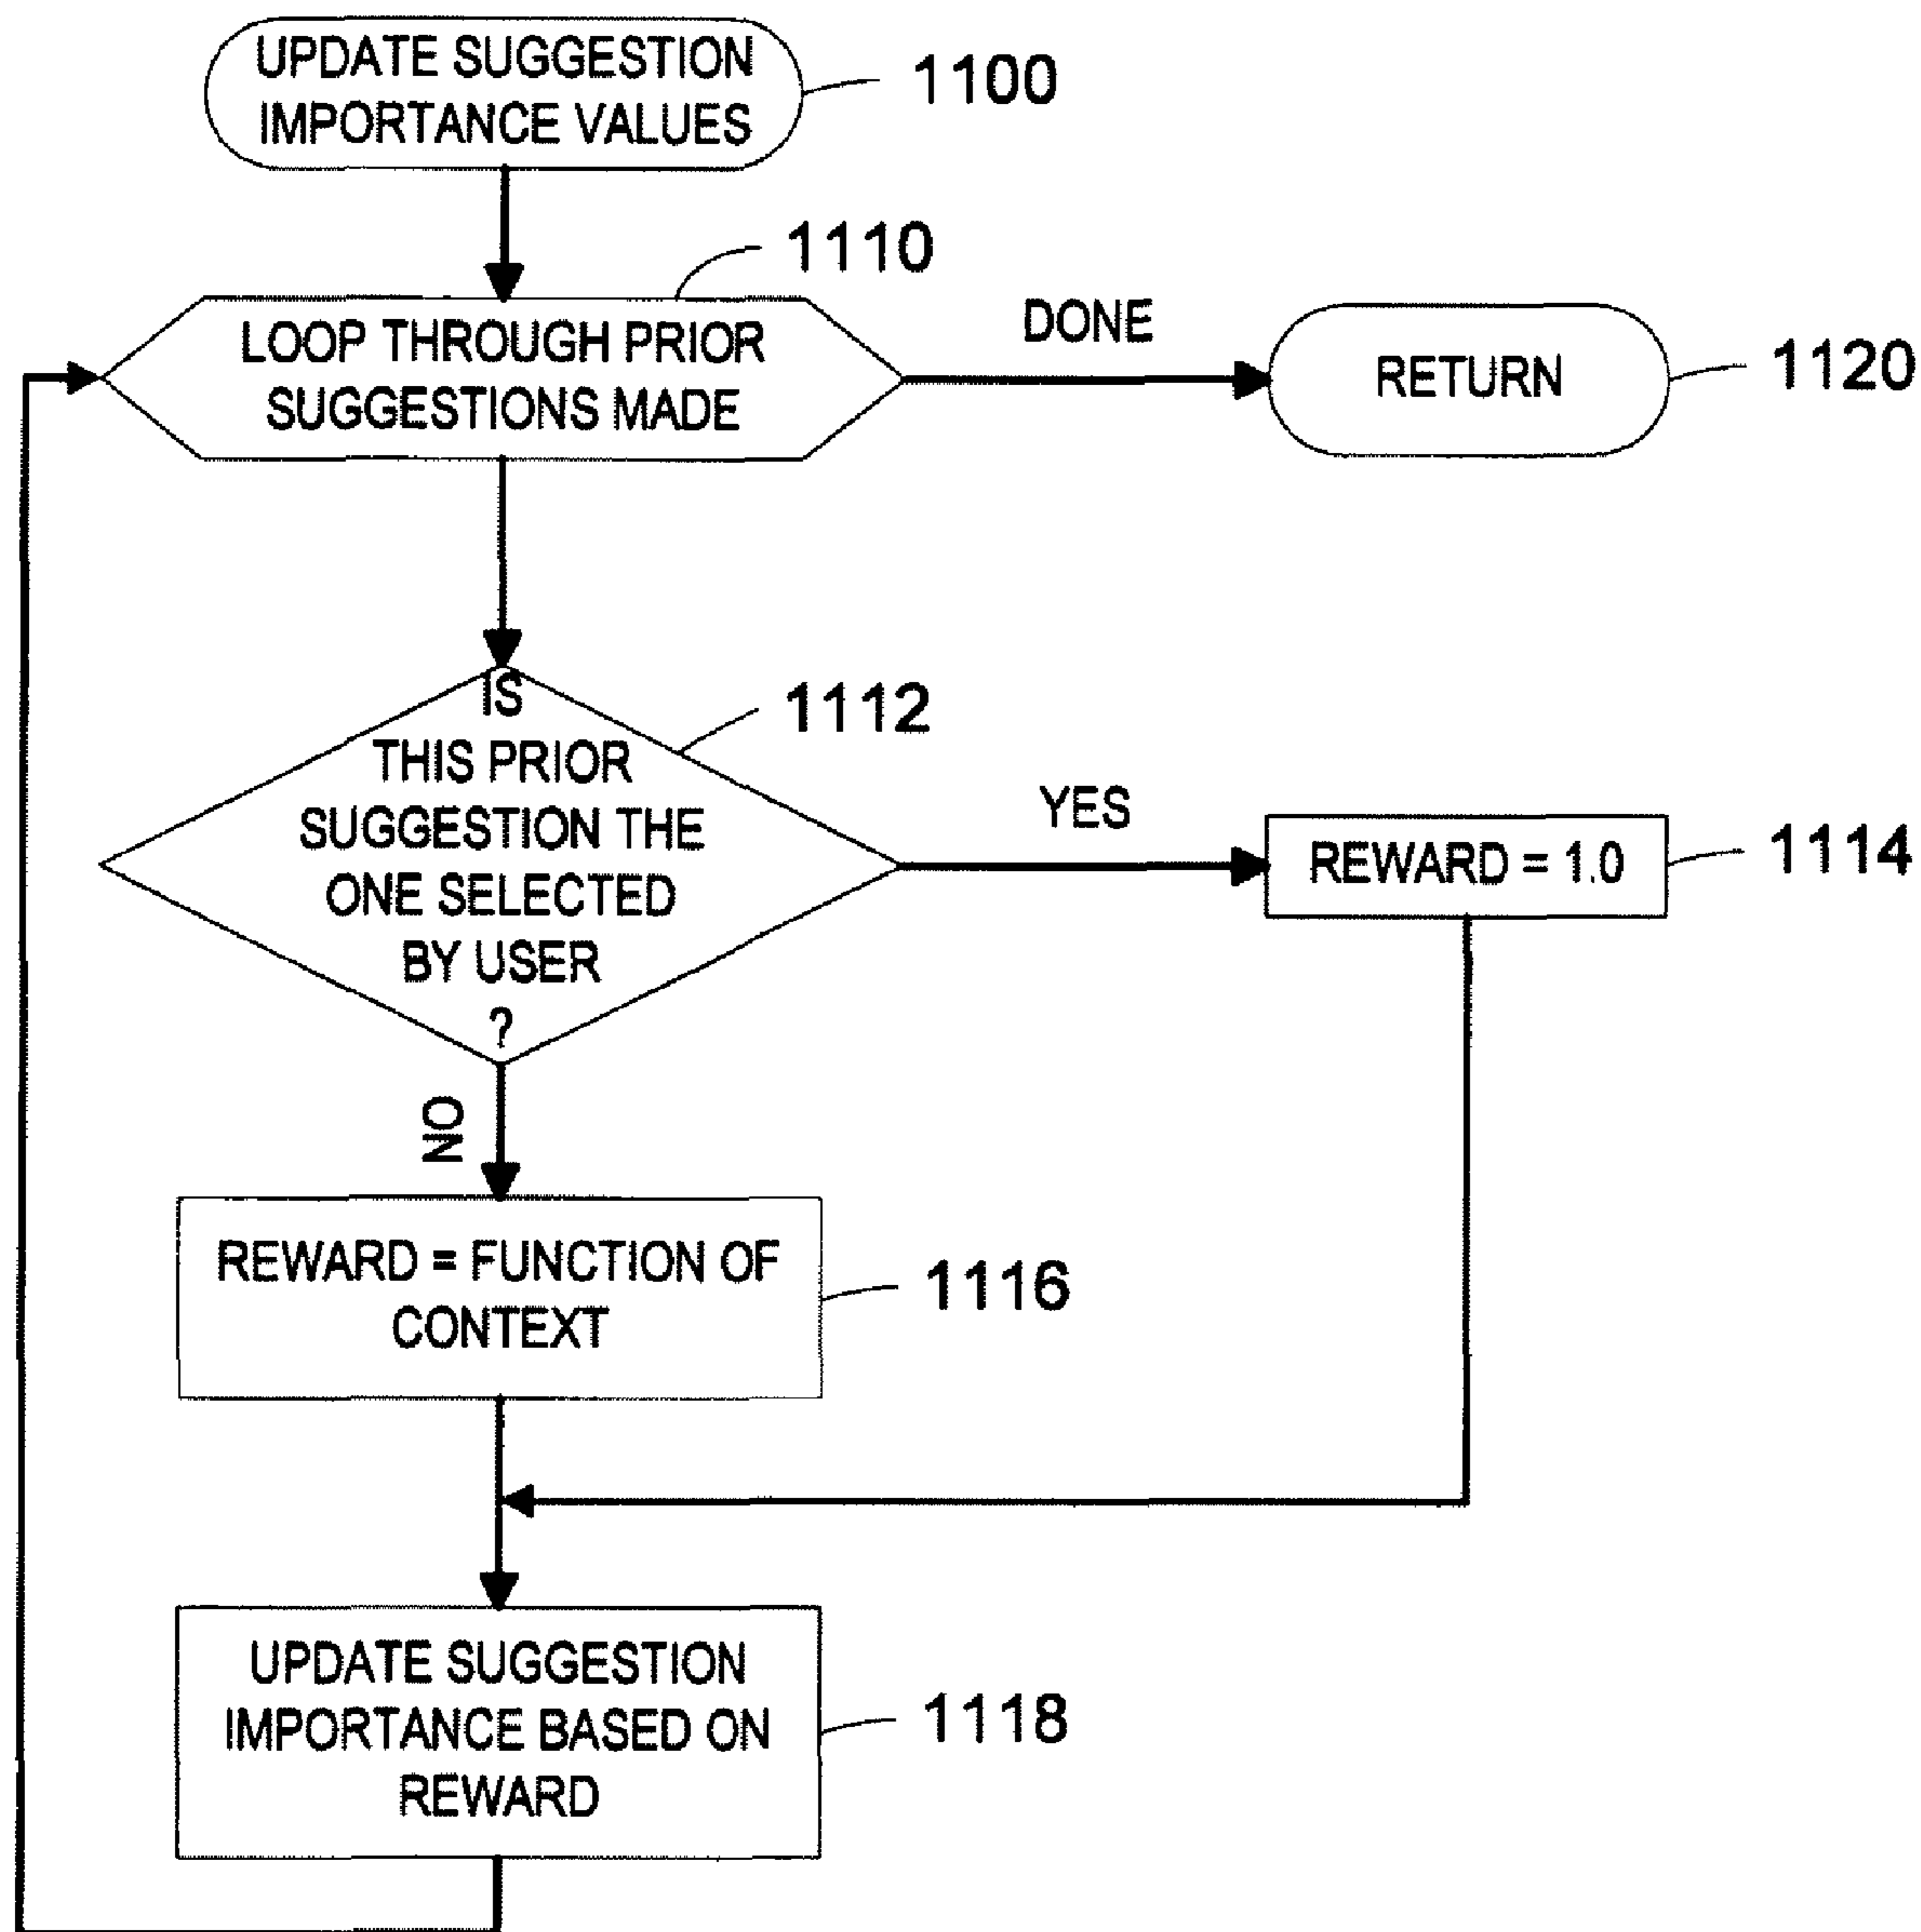 UPDATE SUGGESTION
IMPORTANCE VALUES
1100
1110
LOOP THROUGH PRIOR
SUGGESTIONS MADE
DONE
RETURN
1120
IS
THIS PRIOR
SUGGESTION THE
ONE SELECTED
BY USER
?
1112
YES
REWARD = 1.0
1114
NO
REWARD = FUNCTION OF
CONTEXT
1116
UPDATE SUGGESTION
IMPORTANCE BASED ON
REWARD
1118